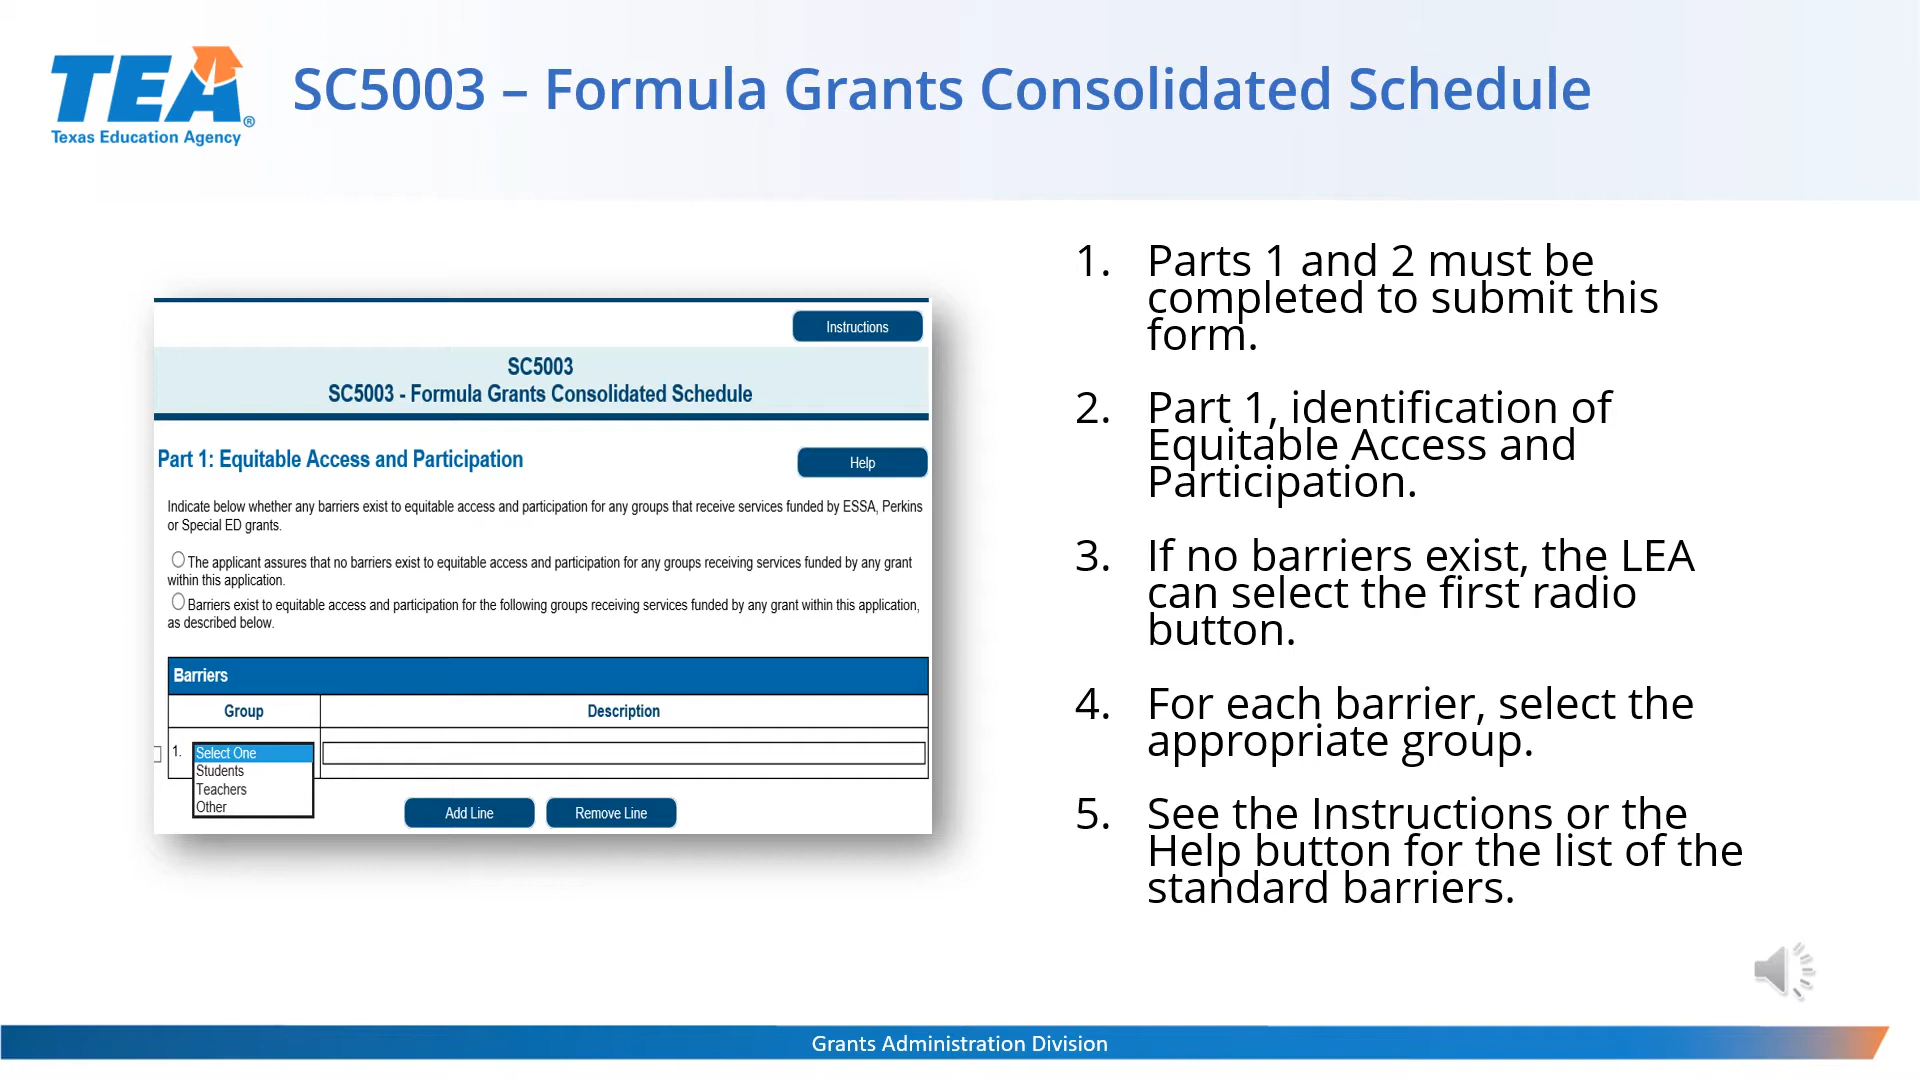 TEA®
Texas Education Agency
SC5003 – Formula Grants Consolidated Schedule
Instructions
SC5003
SC5003 - Formula Grants Consolidated Schedule
Part 1: Equitable Access and Participation
Help
Indicate below whether any barriers exist to equitable access and participation for any groups that receive services funded by ESSA, Perkins
or Special ED grants.
The applicant assures that no barriers exist to equitable access and participation for any groups receiving services funded by any grant
within this application.
Barriers exist to equitable access and participation for the following groups receiving services funded by any grant within this application,
as described below.
Barriers
Group Description
1. Select One
Students
Teachers
Other
Add Line Remove Line
1. Parts 1 and 2 must be
completed to submit this
form.
2. Part 1, identification of
Equitable Access and
Participation.
3. If no barriers exist, the LEA
can select the first radio
button.
4. For each barrier, select the
appropriate group.
5. See the Instructions or the
Help button for the list of the
standard barriers.
Grants Administration Division